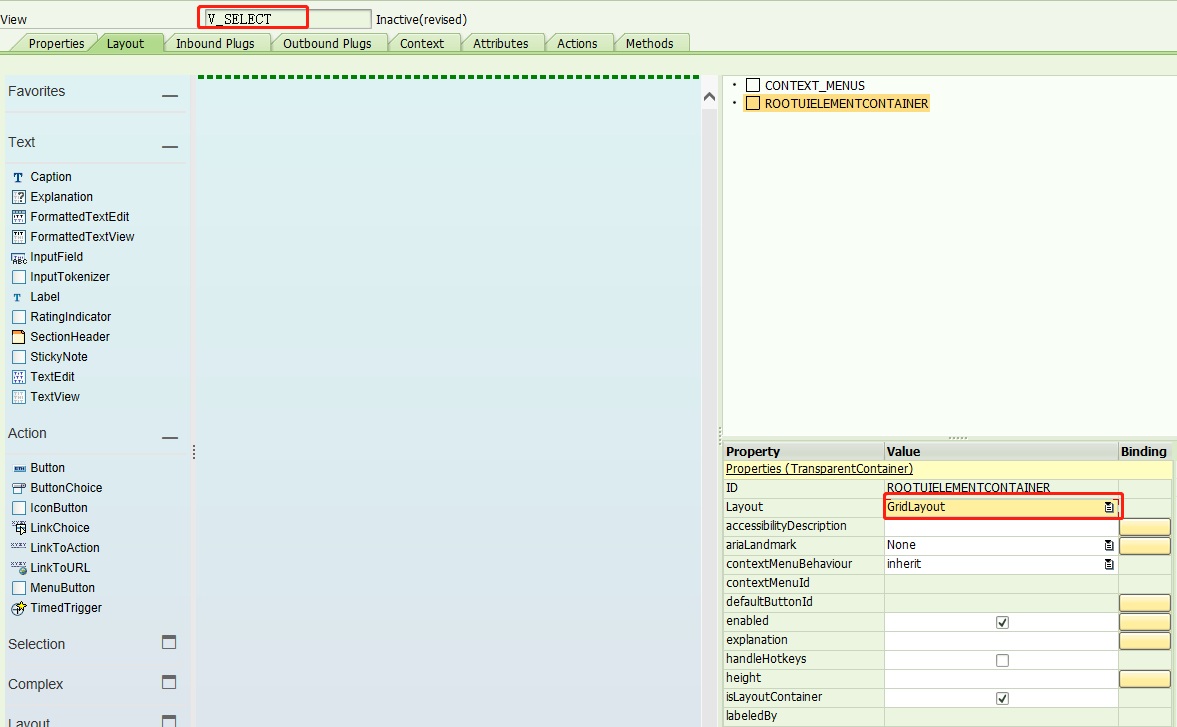 View V_SELECT Inactive(revised)
Properties Layout Inbound Plugs Outbound Plugs Context Attributes Actions Methods
Favorites
Text
Caption
Explanation
FormattedTextEdit
FormattedTextView
InputField
InputTokenizer
Label
RatingIndicator
SectionHeader
StickyNote
TextEdit
TextView
Action
Button
ButtonChoice
IconButton
LinkChoice
LinkToAction
LinkToURL
MenuButton
TimedTrigger
Selection
Complex
Layout
CONTEXT_MENUS
ROOTUIELEMENTCONTAINER
Property Value Binding
Properties (TransparentContainer)
ID ROOTUIELEMENTCONTAINER
Layout GridLayout
accessibilityDescription
ariaLandmark None
contextMenuBehaviour inherit
contextMenuId
defaultButtonId
enabled
explanation
handleHotkeys
height
isLayoutContainer
labeledBy